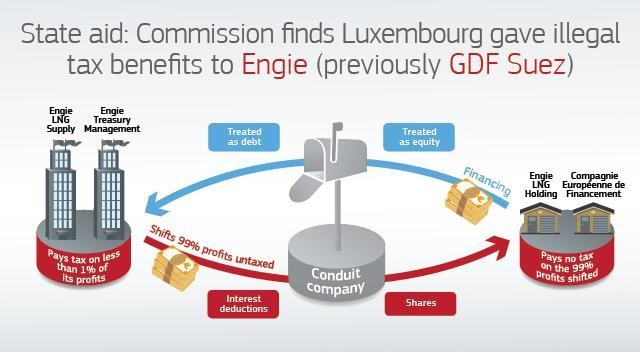 State aid: Commission finds Luxembourg gave illegal
tax benefits to Engie (previously GDF Suez)
Engie
LNG
Supply
Engie
Treasury
Management
Treated
as debt
Treated
as equity
Financing
Engie
LNG
Holding
Compagnie
Européenne de
Financement
Pays tax on less
than 1% of
its profits
Shifts 99% profits untaxed
Conduit
company
Pays no tax
on the 99%
profits shifted
Interest
deductions
Shares